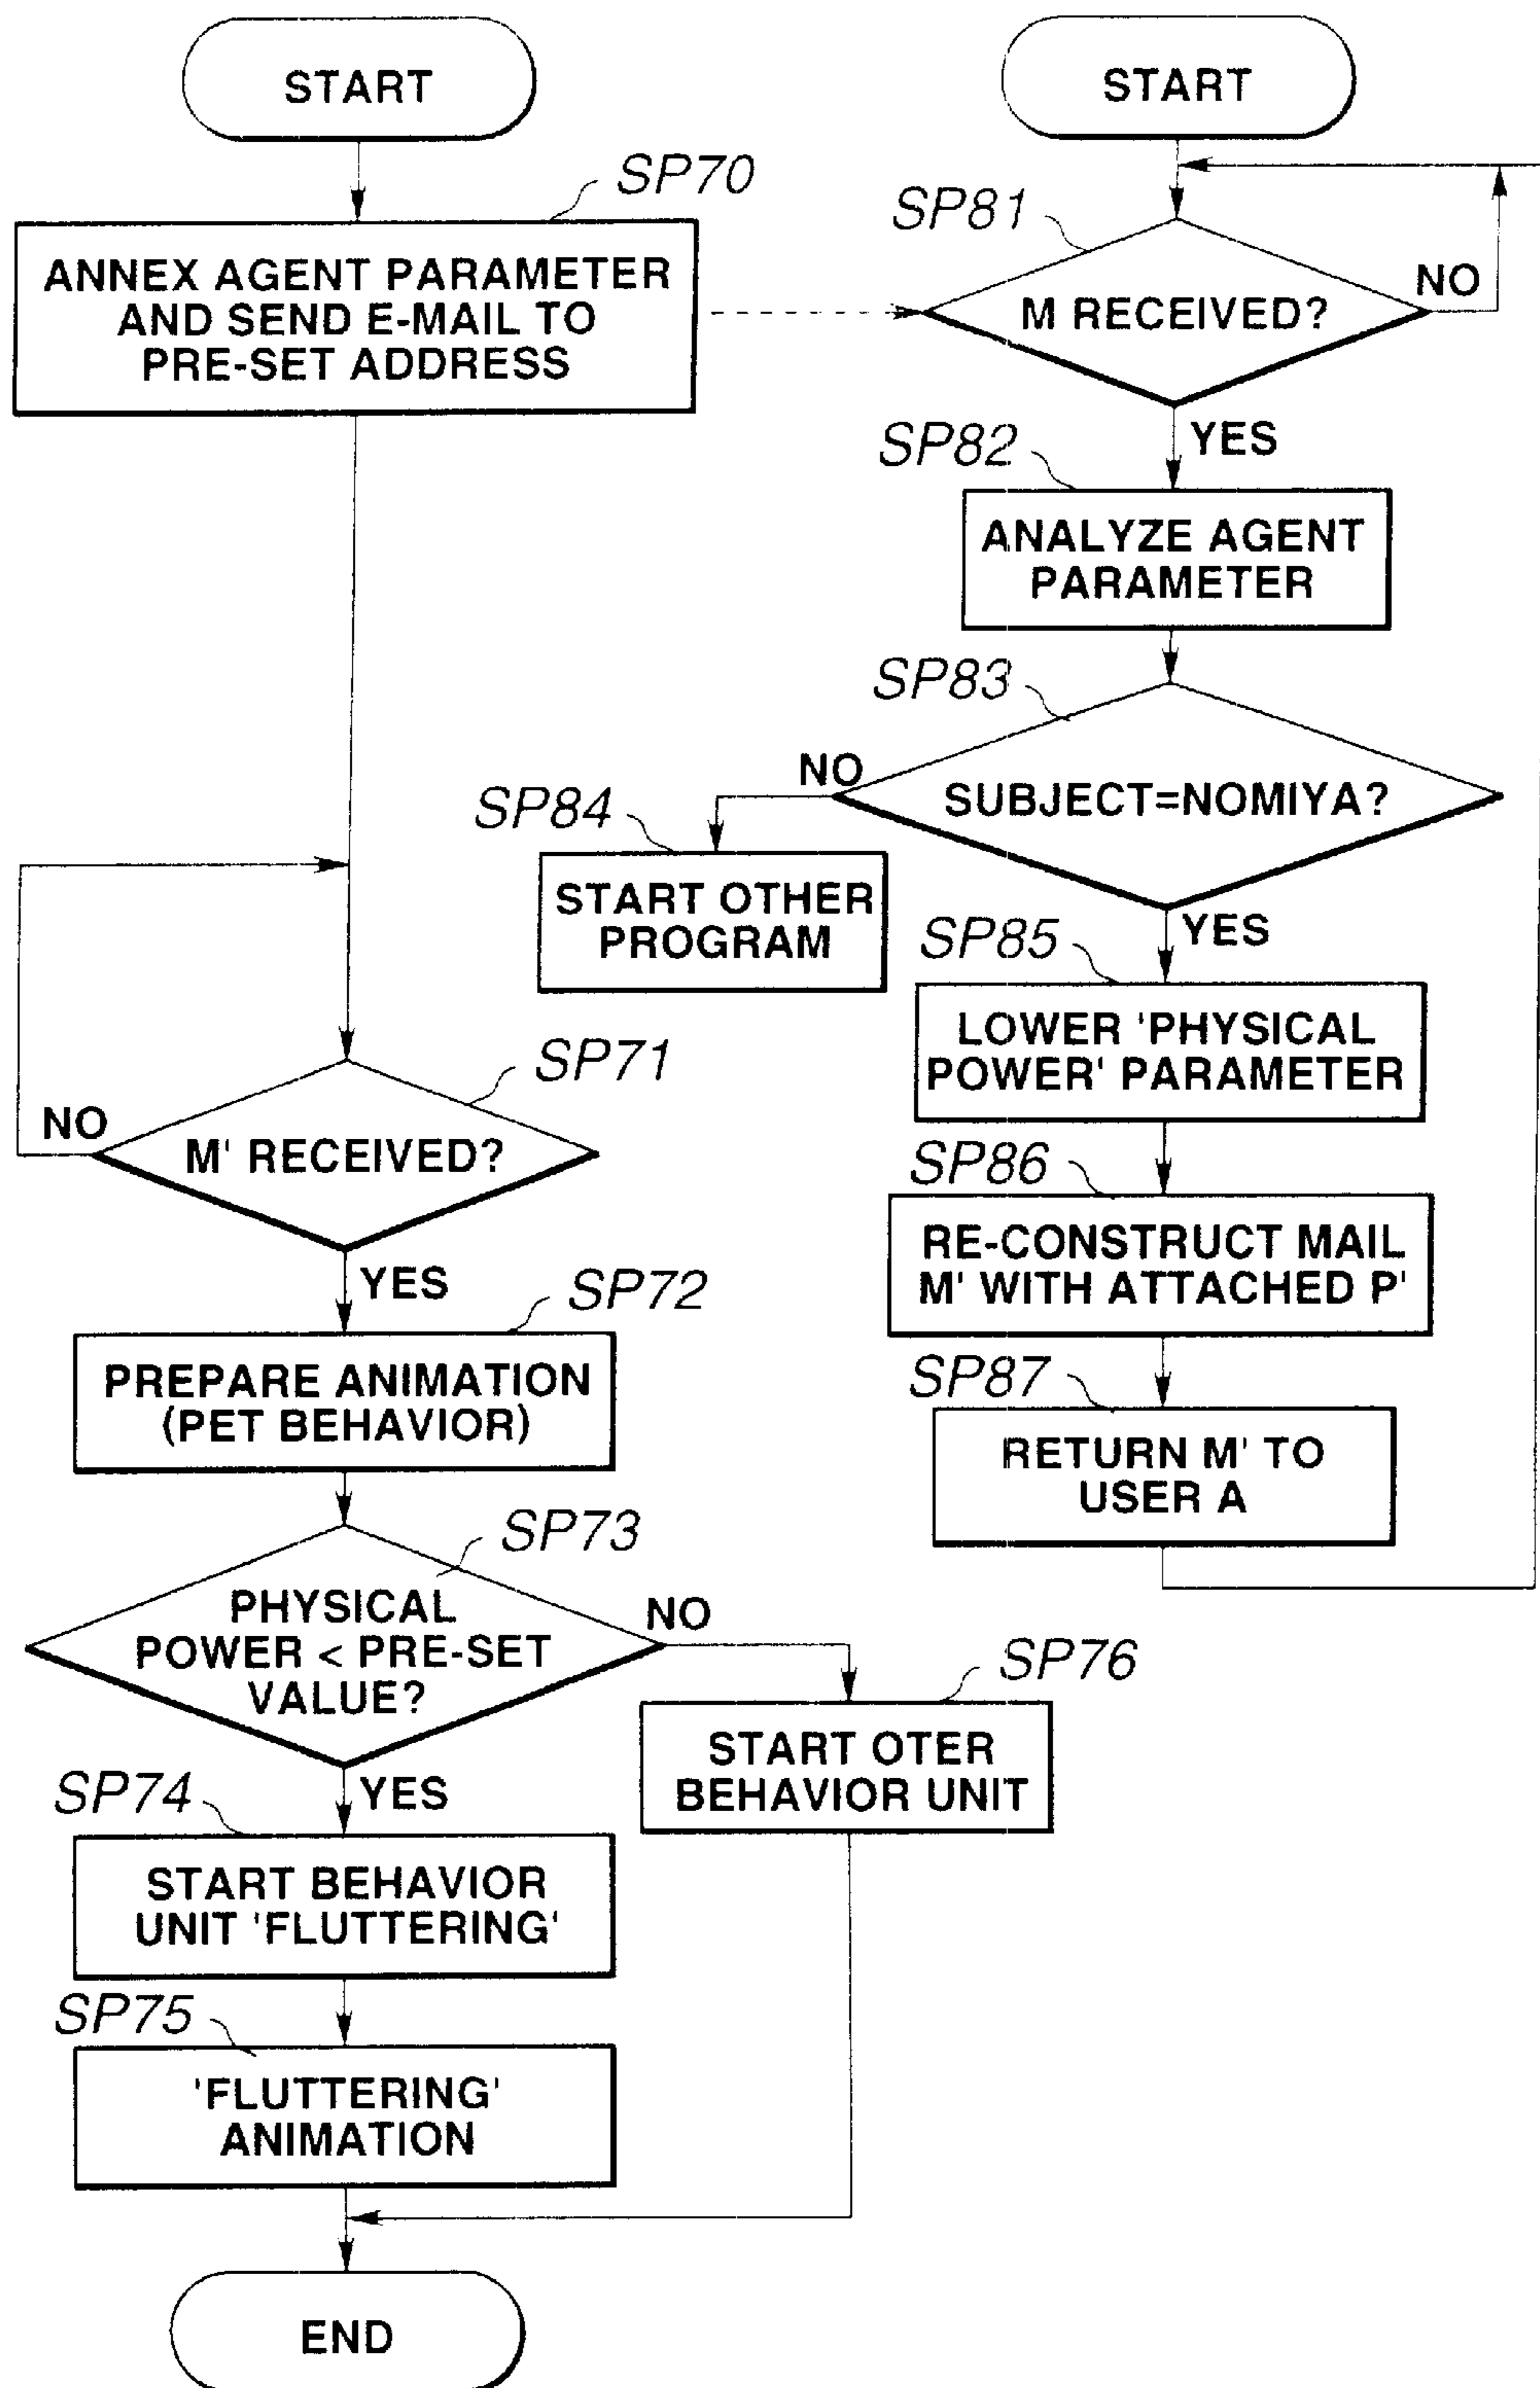 START
SP70
ANNEX AGENT PARAMETER
AND SEND E-MAIL TO
PRE-SET ADDRESS
SP71
M' RECEIVED?
NO
YES
SP72
PREPARE ANIMATION
(PET BEHAVIOR)
SP73
PHYSICAL
POWER < PRE-SET
VALUE?
NO
YES
SP76
START OTER
BEHAVIOR UNIT
SP74
START BEHAVIOR
UNIT 'FLUTTERING'
SP75
'FLUTTERING'
ANIMATION
END
START
SP81
M RECEIVED?
NO
YES
SP82
ANALYZE AGENT
PARAMETER
SP83
SUBJECT=NOMIYA?
NO
YES
SP84
START OTHER
PROGRAM
SP85
LOWER 'PHYSICAL
POWER' PARAMETER
SP86
RE-CONSTRUCT MAIL
M' WITH ATTACHED P'
SP87
RETURN M' TO
USER A